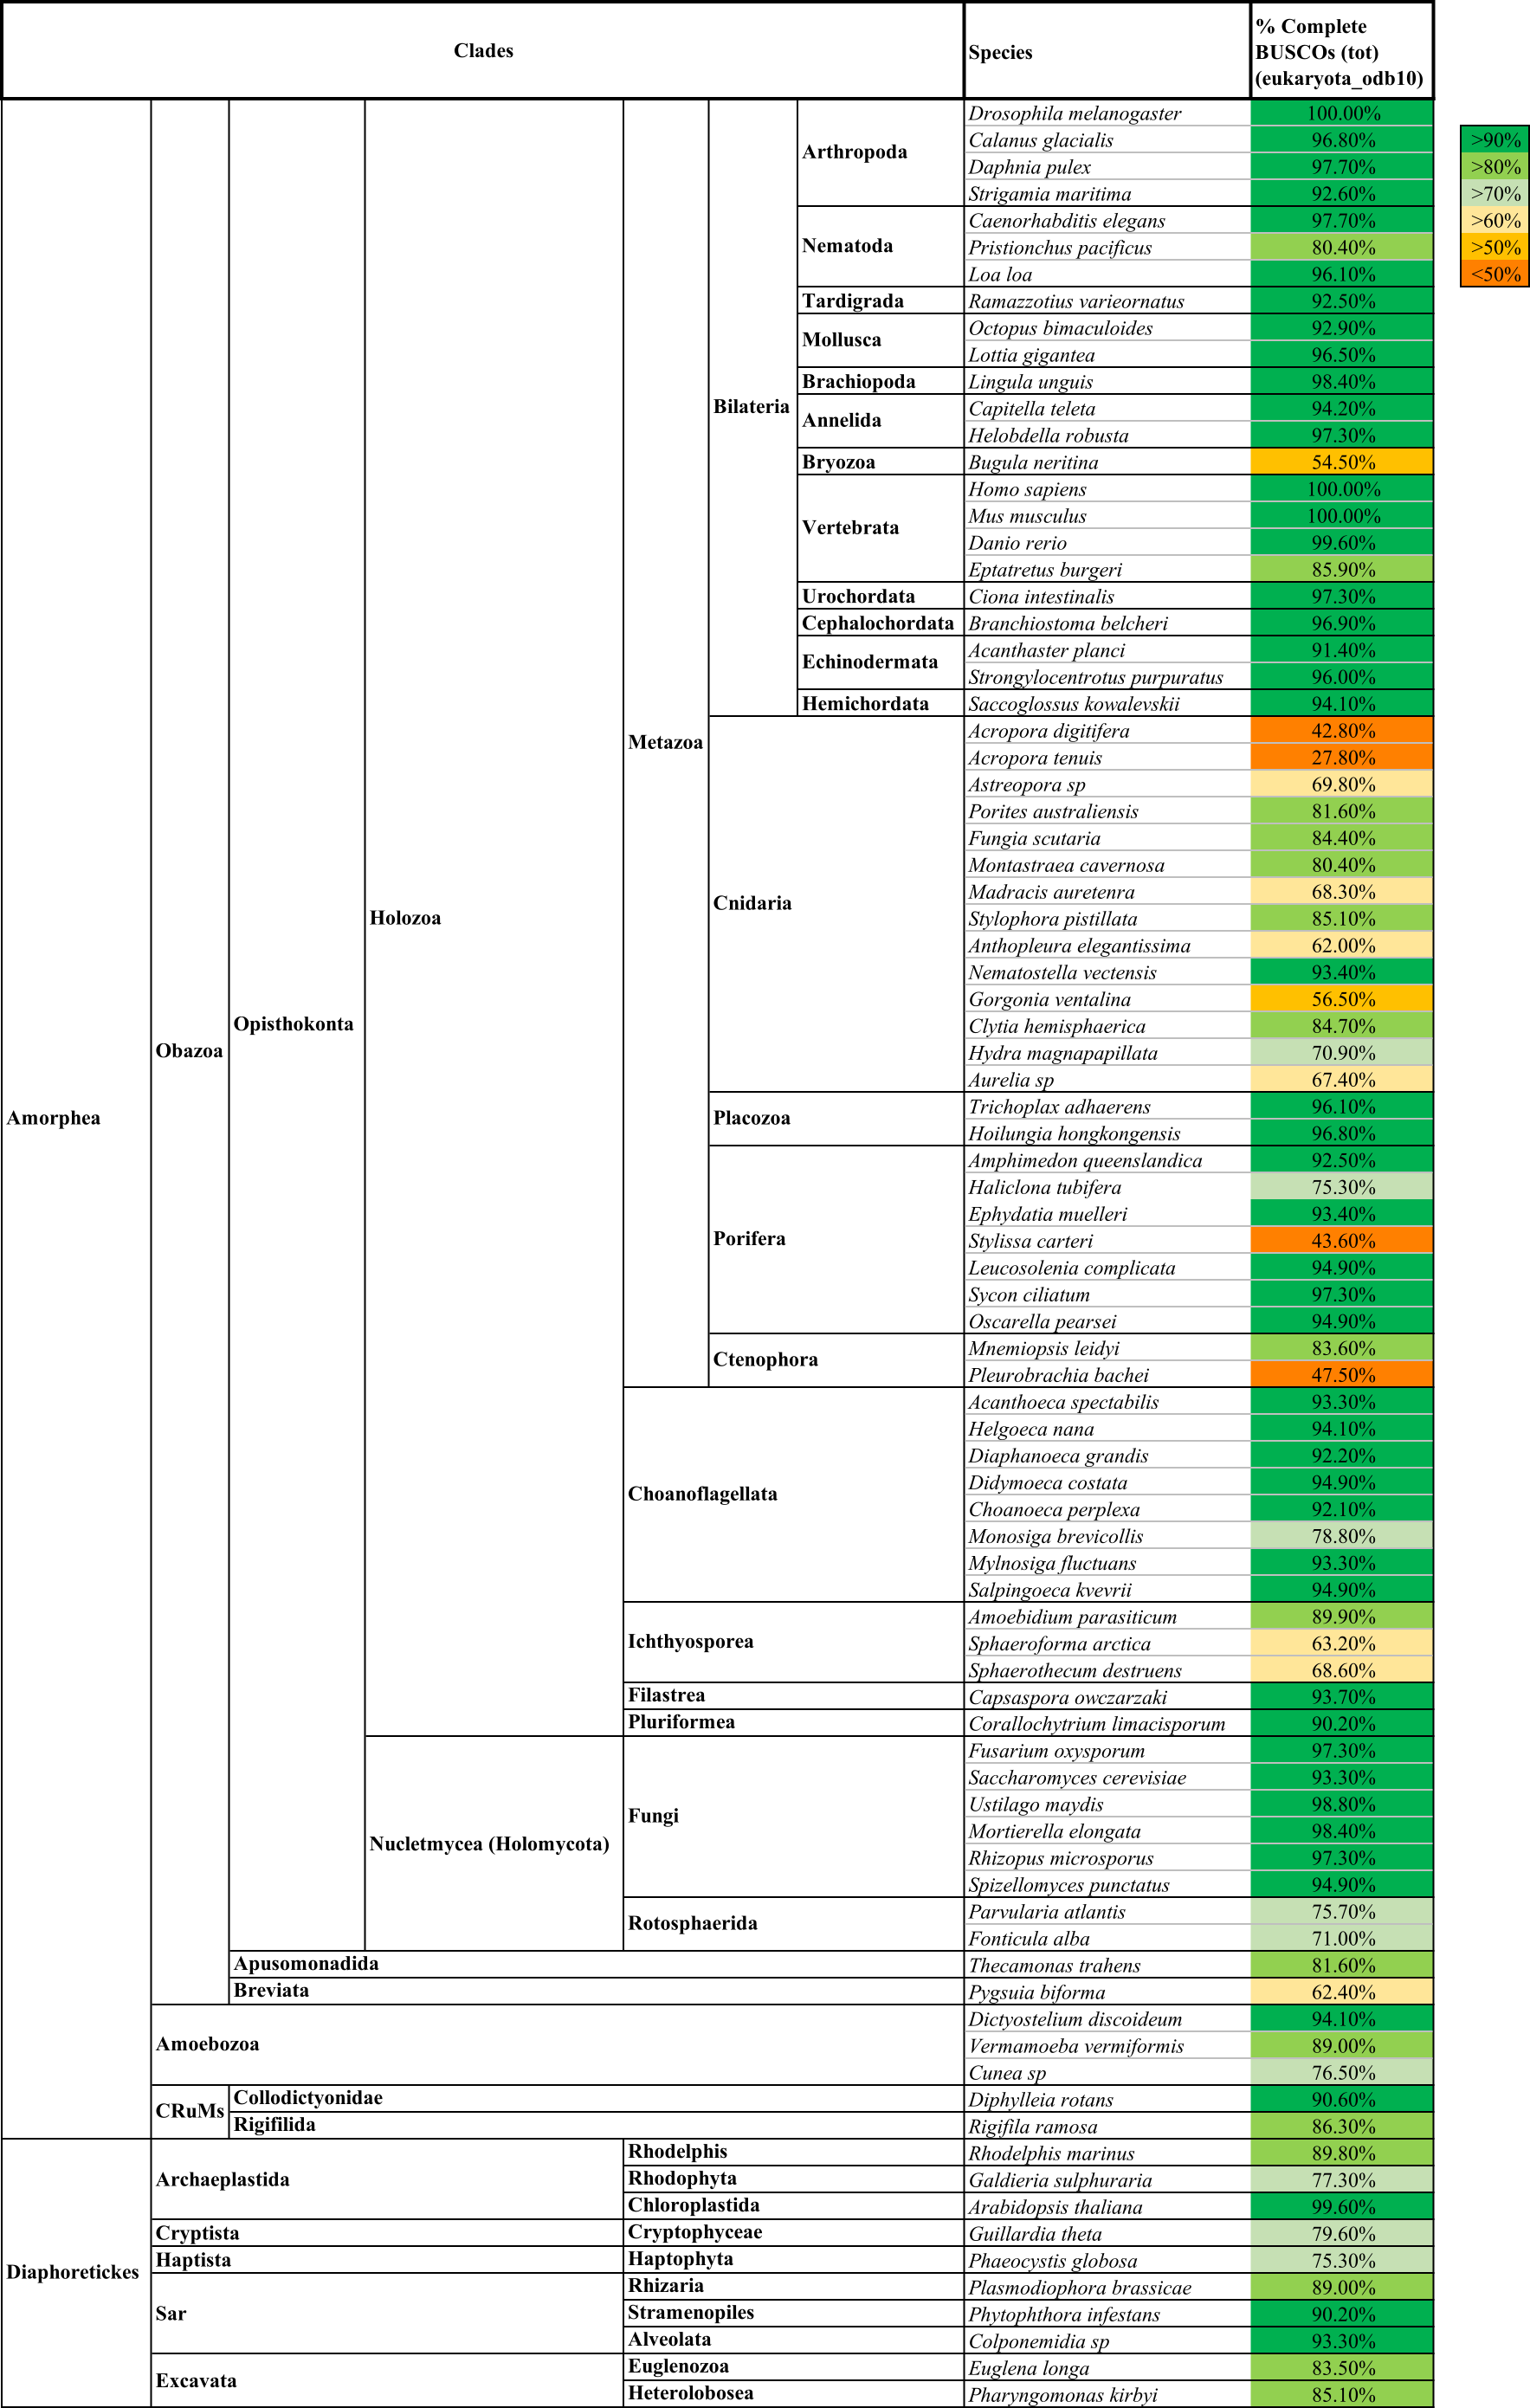 Clades Species % Complete
BUSCOs (tot)
(eukaryota_odb10)
Drosophila melanogaster 100.00%
Arthropoda Calanus glacialis 96.80% >90%
Daphnia pulex 97.70% >80%
Strigamia maritima 92.60% >70%
Caenorhabditis elegans 97.70% >60%
Nematoda Pristionchus pacificus 80.40% >50%
Loa loa 96.10% <50%
Tardigrada Ramazzotius varieornatus 92.50%
Mollusca Octopus bimaculoides 92.90%
Lottia gigantea 96.50%
Brachiopoda Lingula unguis 98.40%
Bilateria Annelida Capitella teleta 94.20%
Helobdella robusta 97.30%
Bryozoa Bugula neritina 54.50%
Homo sapiens 100.00%
Vertebrata Mus musculus 100.00%
Danio rerio 99.60%
Eptatretus burgeri 85.90%
Urochordata Ciona intestinalis 97.30%
Cephalochordata Branchiostoma belcheri 96.90%
Echinodermata Acanthaster planci 91.40%
Strongylocentrotus purpuratus 96.00%
Hemichordata Saccoglossus kowalevskii 94.10%
Metazoa Acropora digitifera 42.80%
Acropora tenuis 27.80%
Astreopora sp 69.80%
Porites australiensis 81.60%
Fungia scutaria 84.40%
Montastraea cavernosa 80.40%
Cnidaria Madracis auretenra 68.30%
Holozoa Stylophora pistillata 85.10%
Anthopleura elegantissima 62.00%
Nematostella vectensis 93.40%
Gorgonia ventalina 56.50%
Opisthokonta Clytia hemisphaerica 84.70%
Obazoa Hydra magnapapillata 70.90%
Aurelia sp 67.40%
Amorphea Placozoa Trichoplax adhaerens 96.10%
Hoilungia hongkongensis 96.80%
Amphimedon queenslandica 92.50%
Haliclona tubifera 75.30%
Ephydatia muelleri 93.40%
Porifera Stylissa carteri 43.60%
Leucosolenia complicata 94.90%
Sycon ciliatum 97.30%
Oscarella pearsei 94.90%
Ctenophora Mnemiopsis leidyi 83.60%
Pleurobrachia bachei 47.50%
Acanthoeca spectabilis 93.30%
Helgoeca nana 94.10%
Diaphanoeca grandis 92.20%
Choanoflagellata Didymoeca costata 94.90%
Choanoeca perplexa 92.10%
Monosiga brevicollis 78.80%
Mylnosiga fluctuans 93.30%
Salpingoeca kvevrii 94.90%
Amoebidium parasiticum 89.90%
Ichthyosporea Sphaeroforma arctica 63.20%
Sphaerothecum destruens 68.60%
Filastrea Capsaspora owczarzaki 93.70%
Pluriformea Corallochytrium limacisporum 90.20%
Fusarium oxysporum 97.30%
Saccharomyces cerevisiae 93.30%
Fungi Ustilago maydis 98.80%
Mortierella elongata 98.40%
Nucletmycea (Holomycota) Rhizopus microsporus 97.30%
Spizellomyces punctatus 94.90%
Rotosphaerida Parvularia atlantis 75.70%
Fonticula alba 71.00%
Apusomonadida Thecamonas trahens 81.60%
Breviata Pygsuia biforma 62.40%
Dictyostelium discoideum 94.10%
Amoebozoa Vermamoeba vermiformis 89.00%
Cunea sp 76.50%
CRuMs Collodictyonidae Diphylleia rotans 90.60%
Rigifilida Rigifila ramosa 86.30%
Rhodelphis Rhodelphis marinus 89.80%
Archaeplastida Rhodophyta Galdieria sulphuraria 77.30%
Chloroplastida Arabidopsis thaliana 99.60%
Cryptista Cryptophyceae Guillardia theta 79.60%
Diaphoretickes Haptista Haptophyta Phaeocystis globosa 75.30%
Rhizaria Plasmodiophora brassicae 89.00%
Sar Stramenopiles Phytophthora infestans 90.20%
Alveolata Colponemidia sp 93.30%
Excavata Euglenozoa Euglena longa 83.50%
Heterolobosea Pharyngomonas kirbyi 85.10%